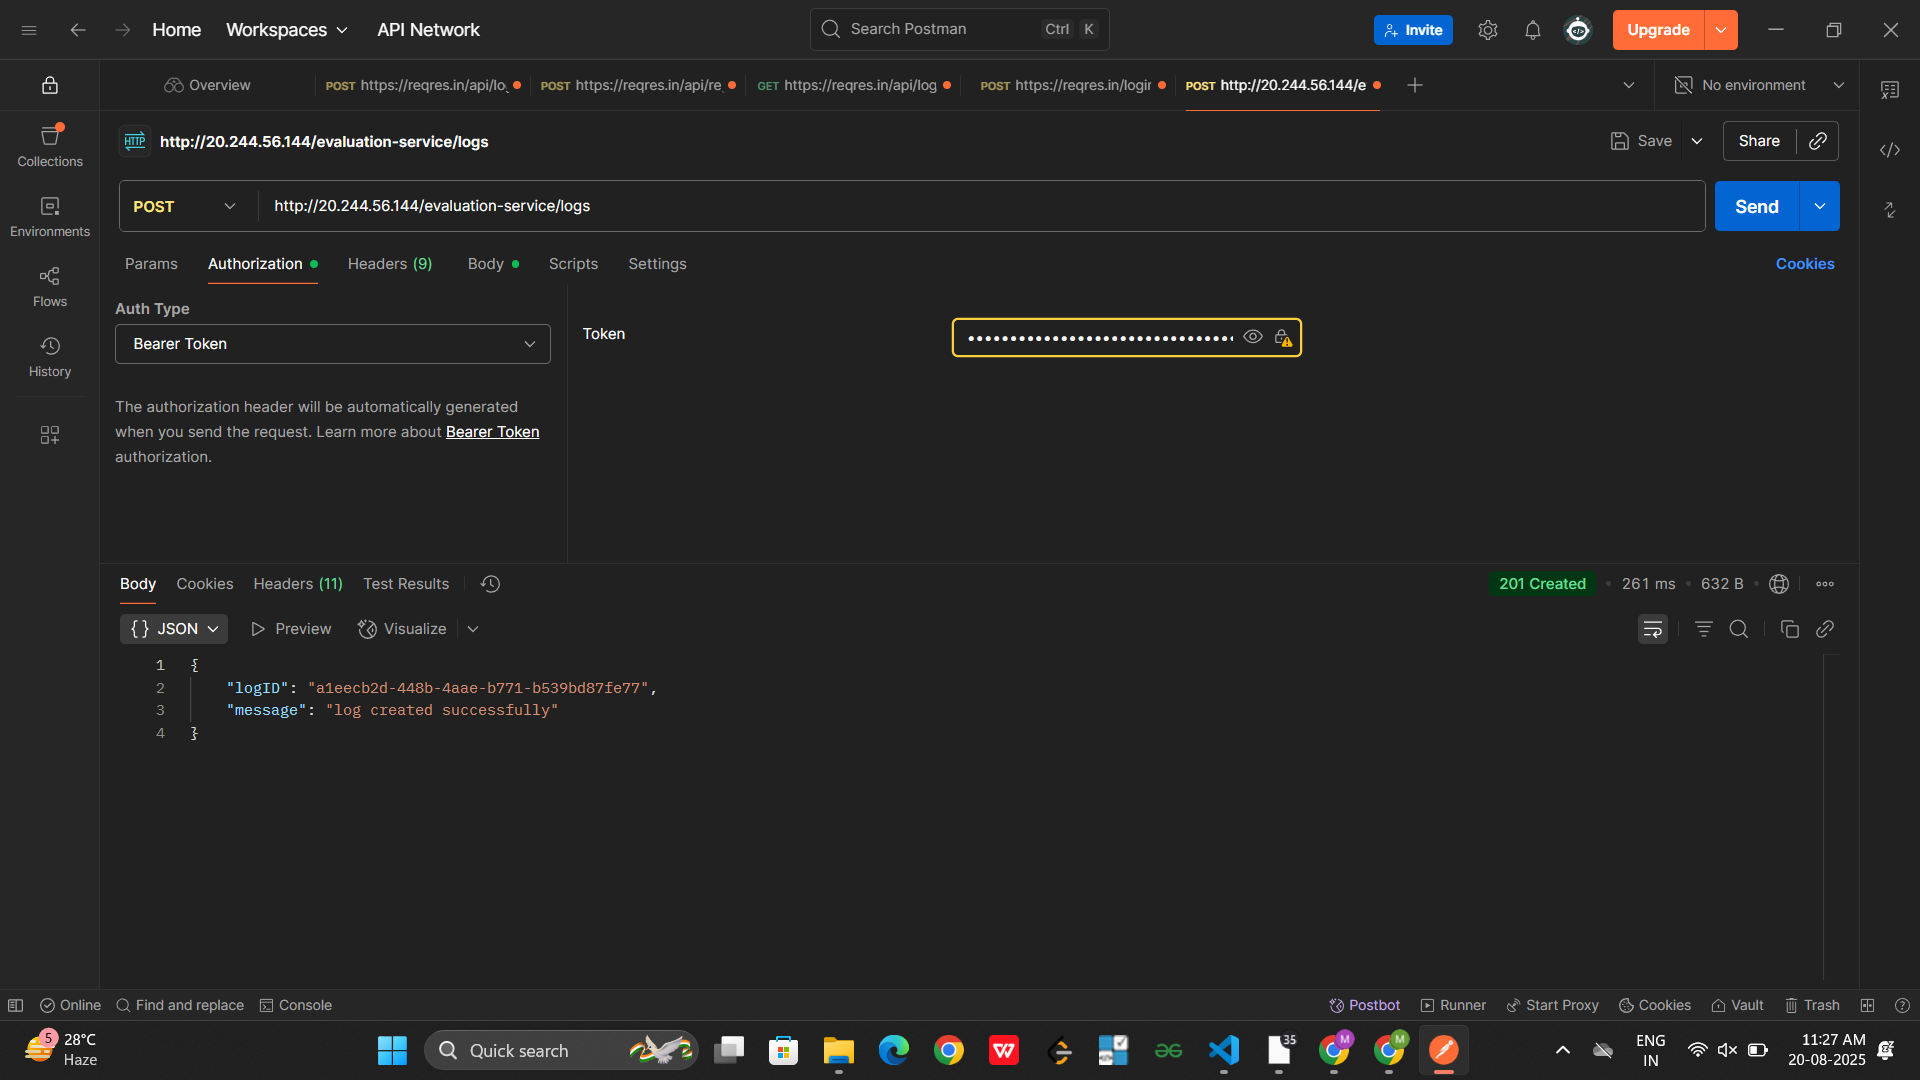 Home Workspaces API Network
Search Postman Ctrl K
Invite
Upgrade
Overview
POST https://reqres.in/api/lo
POST https://reqres.in/api/re
GET https://reqres.in/api/log
POST https://reqres.in/login
POST http://20.244.56.144/e
No environment
Collections
Environments
Flows
History
HTTP http://20.244.56.144/evaluation-service/logs
Save
Share
POST http://20.244.56.144/evaluation-service/logs
Send
Params Authorization Headers (9) Body Scripts Settings
Cookies
Auth Type
Bearer Token
The authorization header will be automatically generated
when you send the request. Learn more about Bearer Token
authorization.
Token
Body Cookies Headers (11) Test Results
201 Created • 261 ms • 632 B
{} JSON Preview Visualize
1 {
2 "logID": "a1eecb2d-448b-4aae-b771-b539bd87fe77",
3 "message": "log created successfully"
4 }
Online Find and replace Console
Postbot Runner Start Proxy Cookies Vault Trash
5
28°C
Haze
Quick search
35
M
M
ENG
IN
11:27 AM
20-08-2025